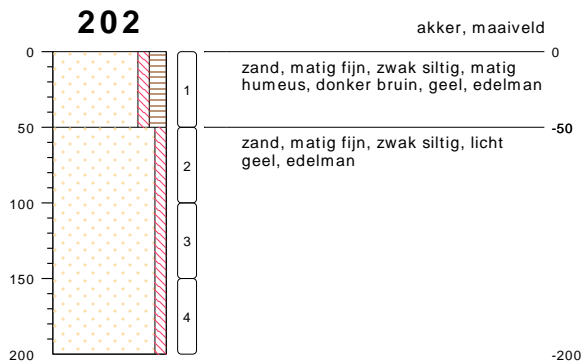 202
akker, maaiveld
0
0
zand, matig fijn, zwak siltig, matig
humeus, donker bruin, geel, edelman
1
50
-50
zand, matig fijn, zwak siltig, licht
geel, edelman
2
100
3
150
4
200
-200